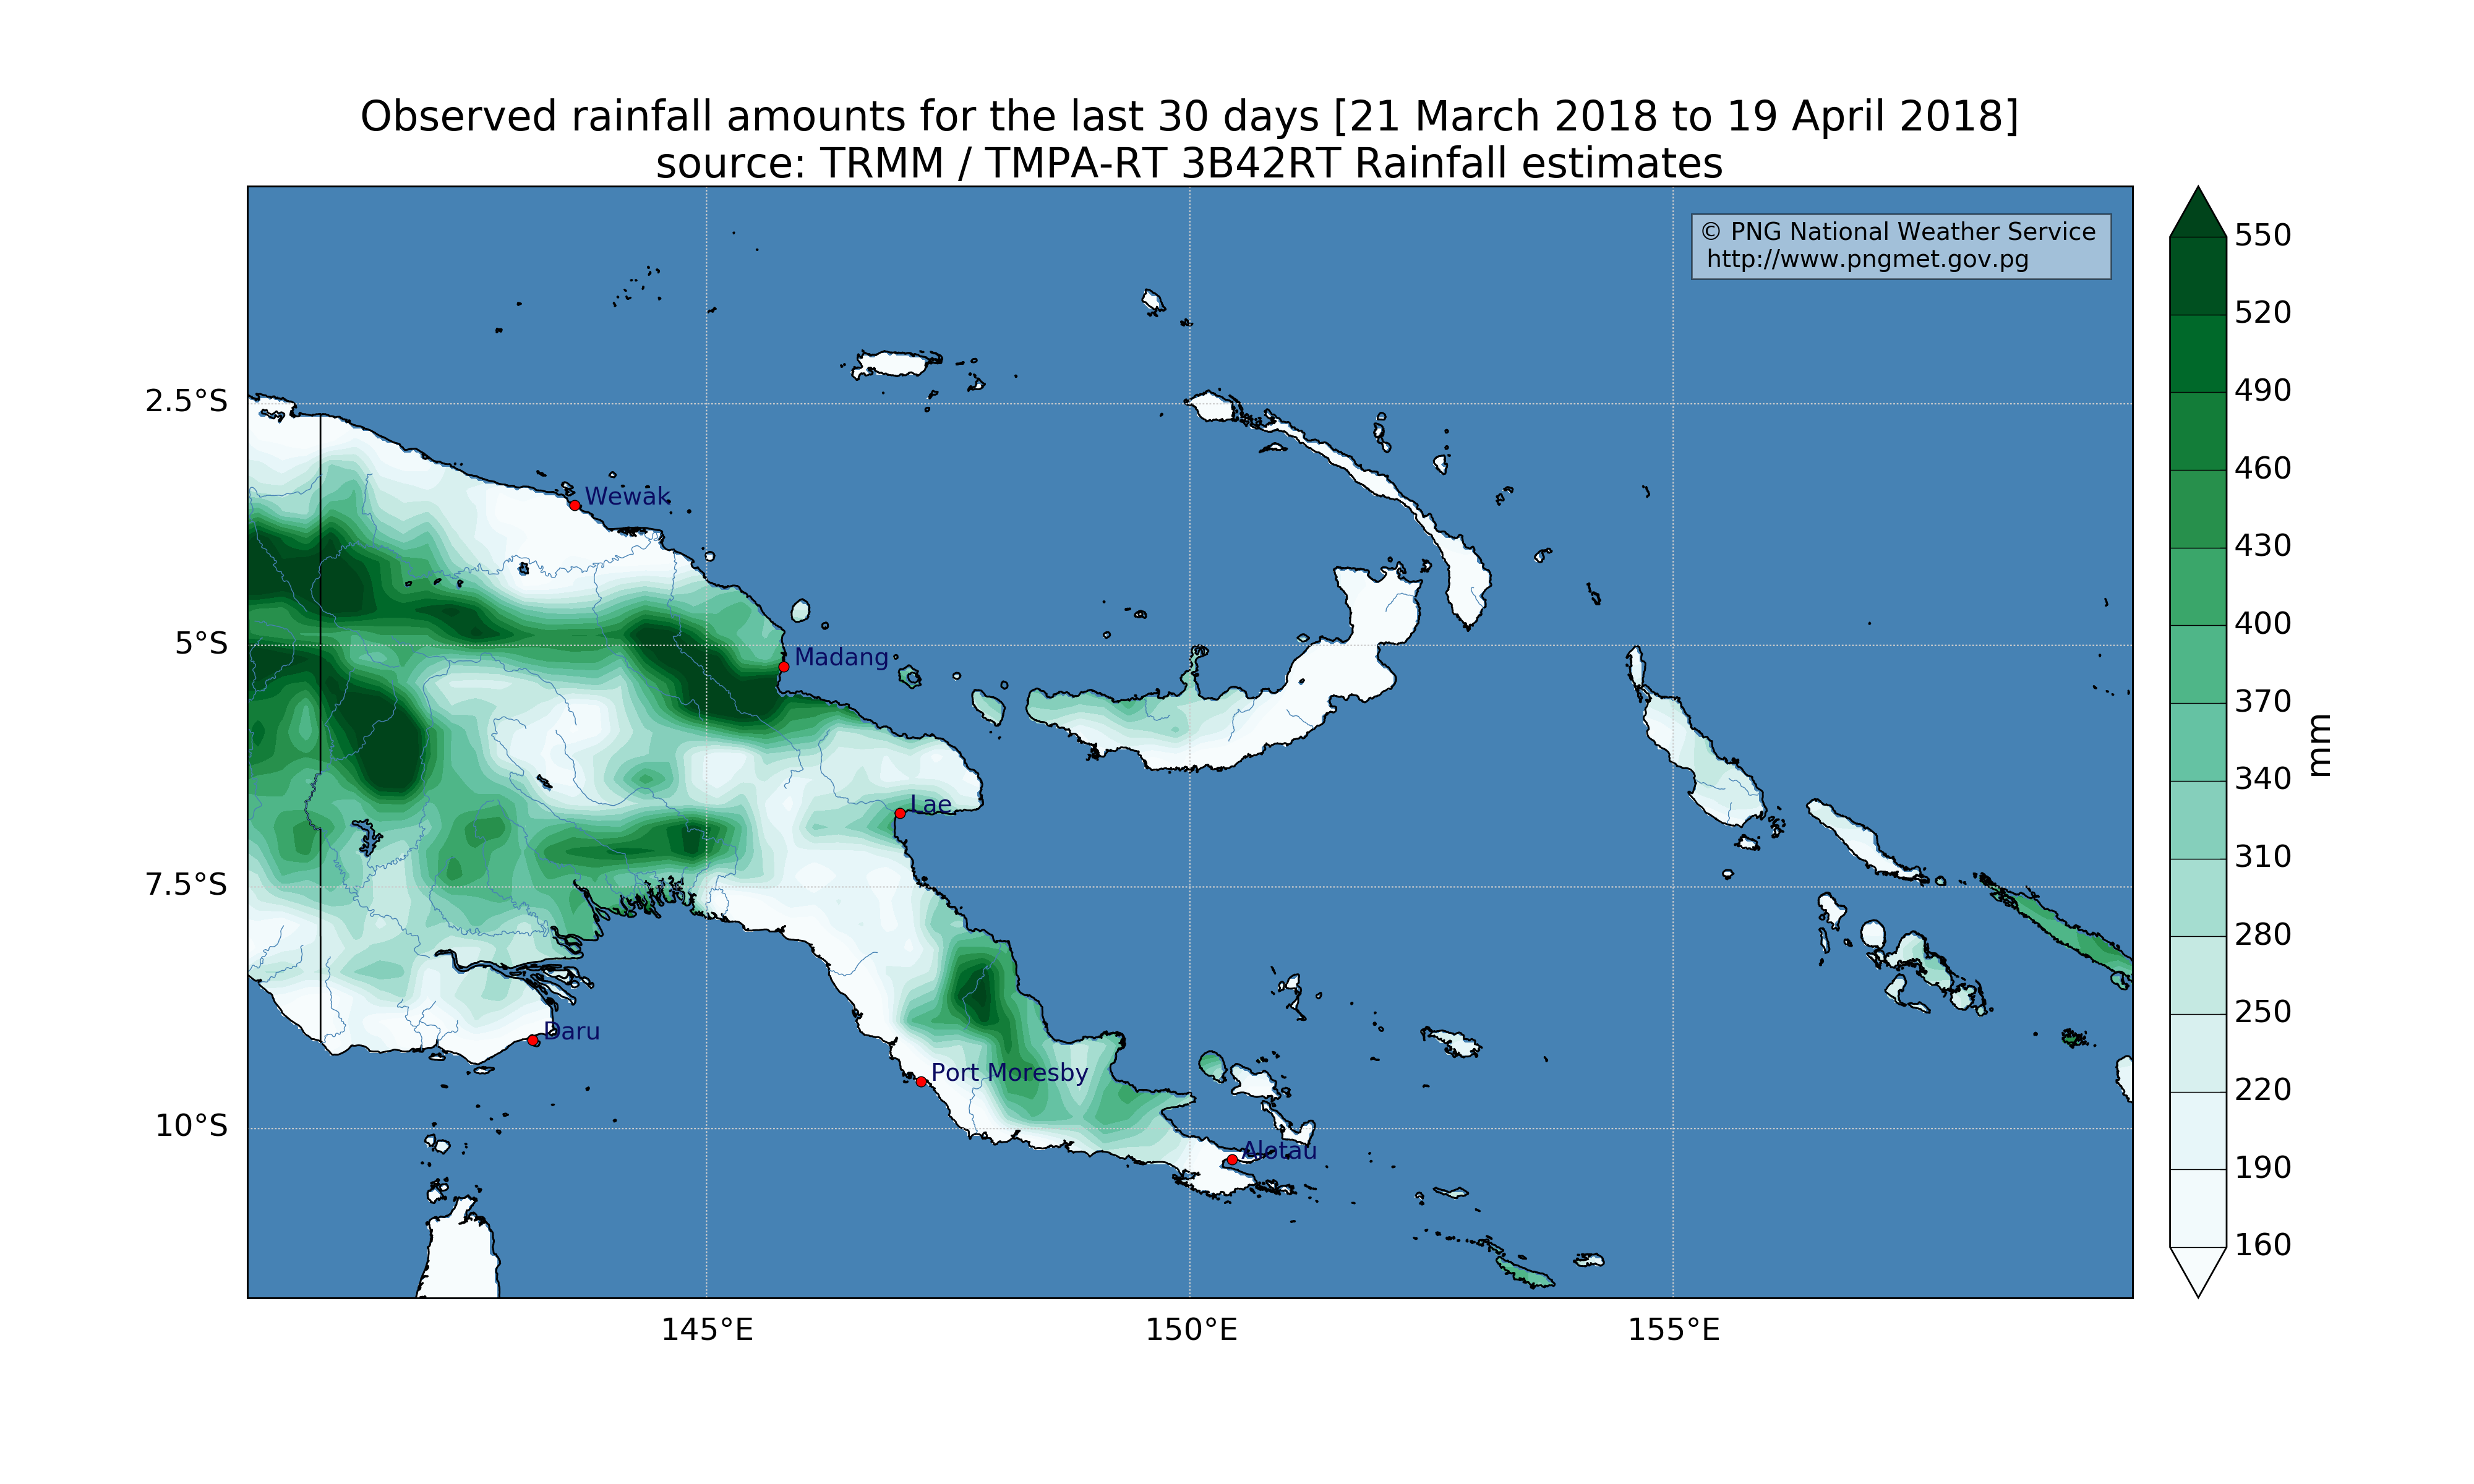 Observed rainfall amounts for the last 30 days [21 March 2018 to 19 April 2018]
source: TRMM / TMPA-RT 3B42RT Rainfall estimates
© PNG National Weather Service
http://www.pngmet.gov.pg
2.5°S
5°S
7.5°S
10°S
Wewak
Madang
Lae
Daru
Port Moresby
Alotau
145°E
150°E
155°E
550
520
490
460
430
400
370
340
310
280
250
220
190
160
mm